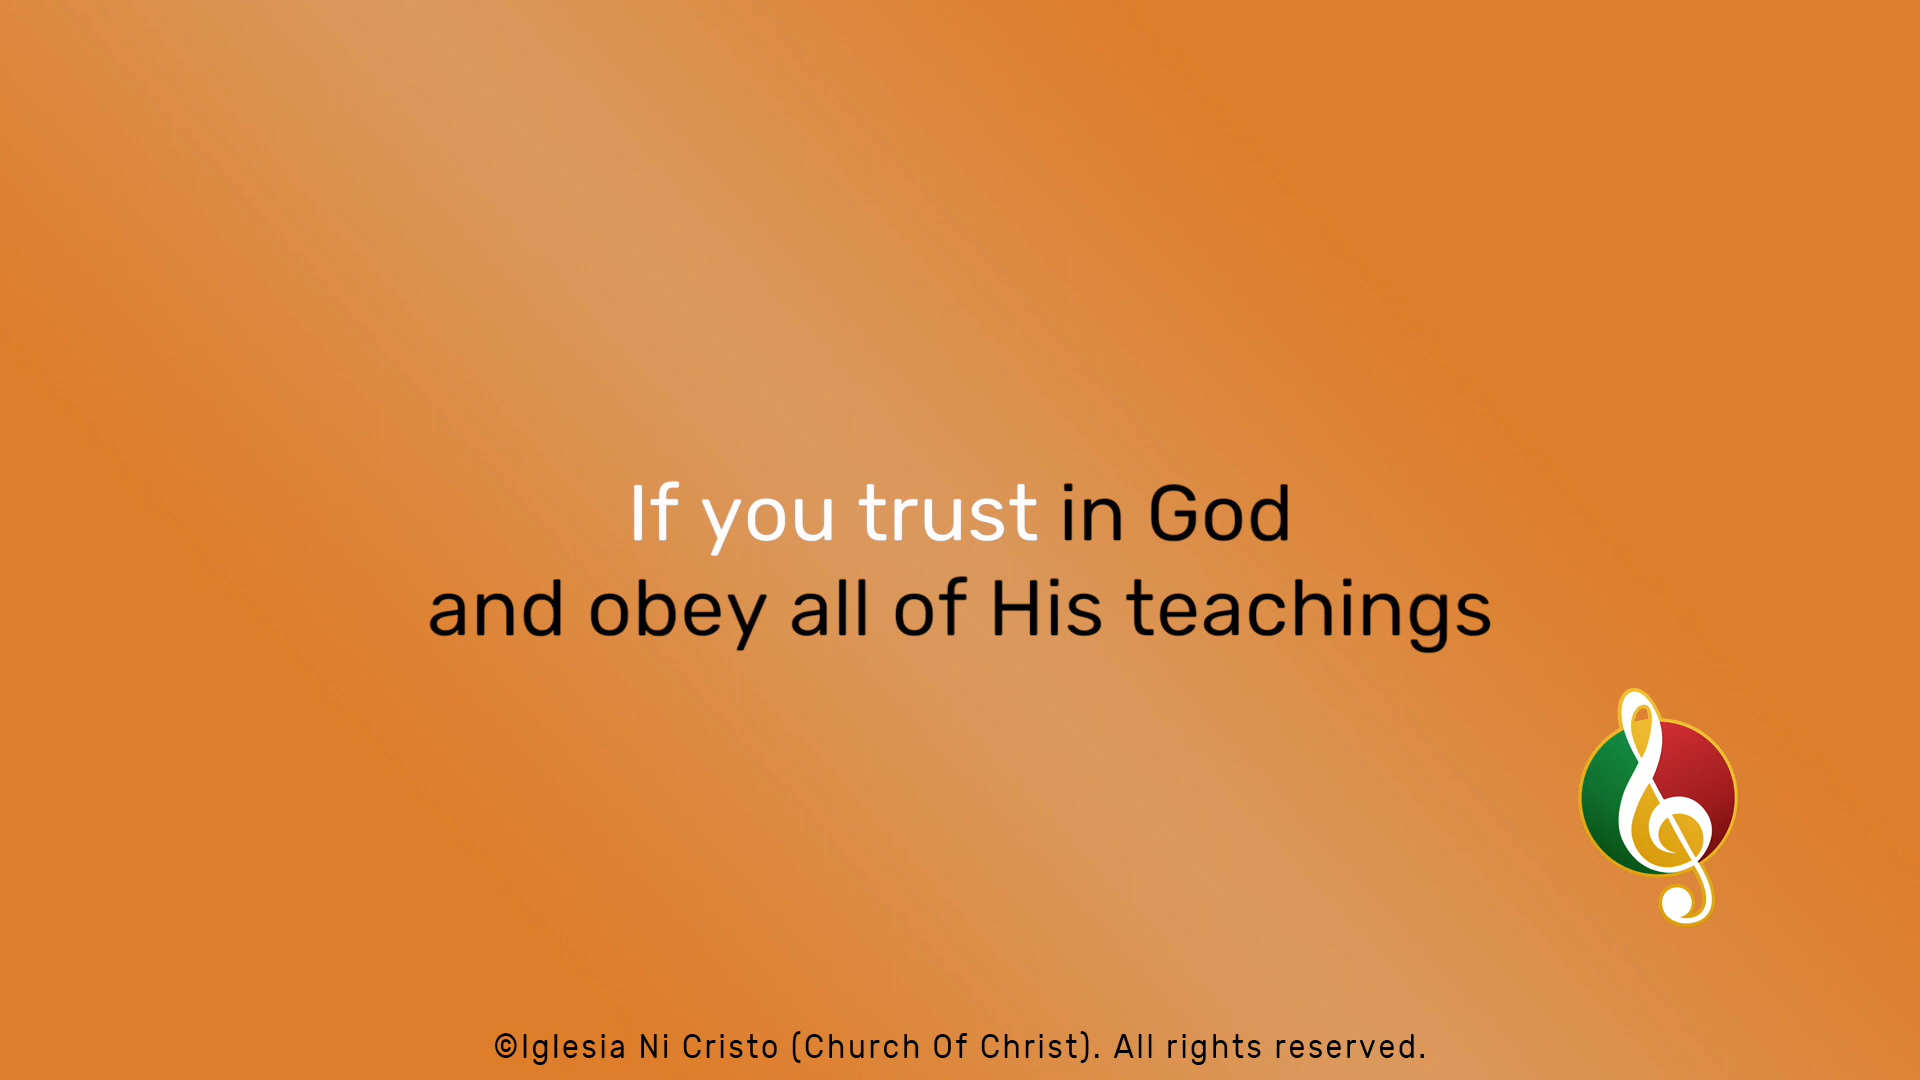 If you trust in God
and obey all of His teachings
©Iglesia Ni Cristo (Church Of Christ). All rights reserved.